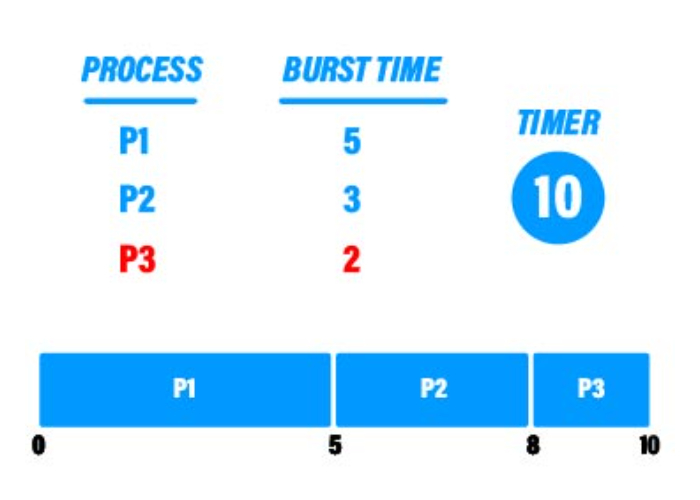 PROCESS BURST TIME
TIMER
P1 5
10
P2 3
P3 2
P1 P2 P3
0 5 8 10